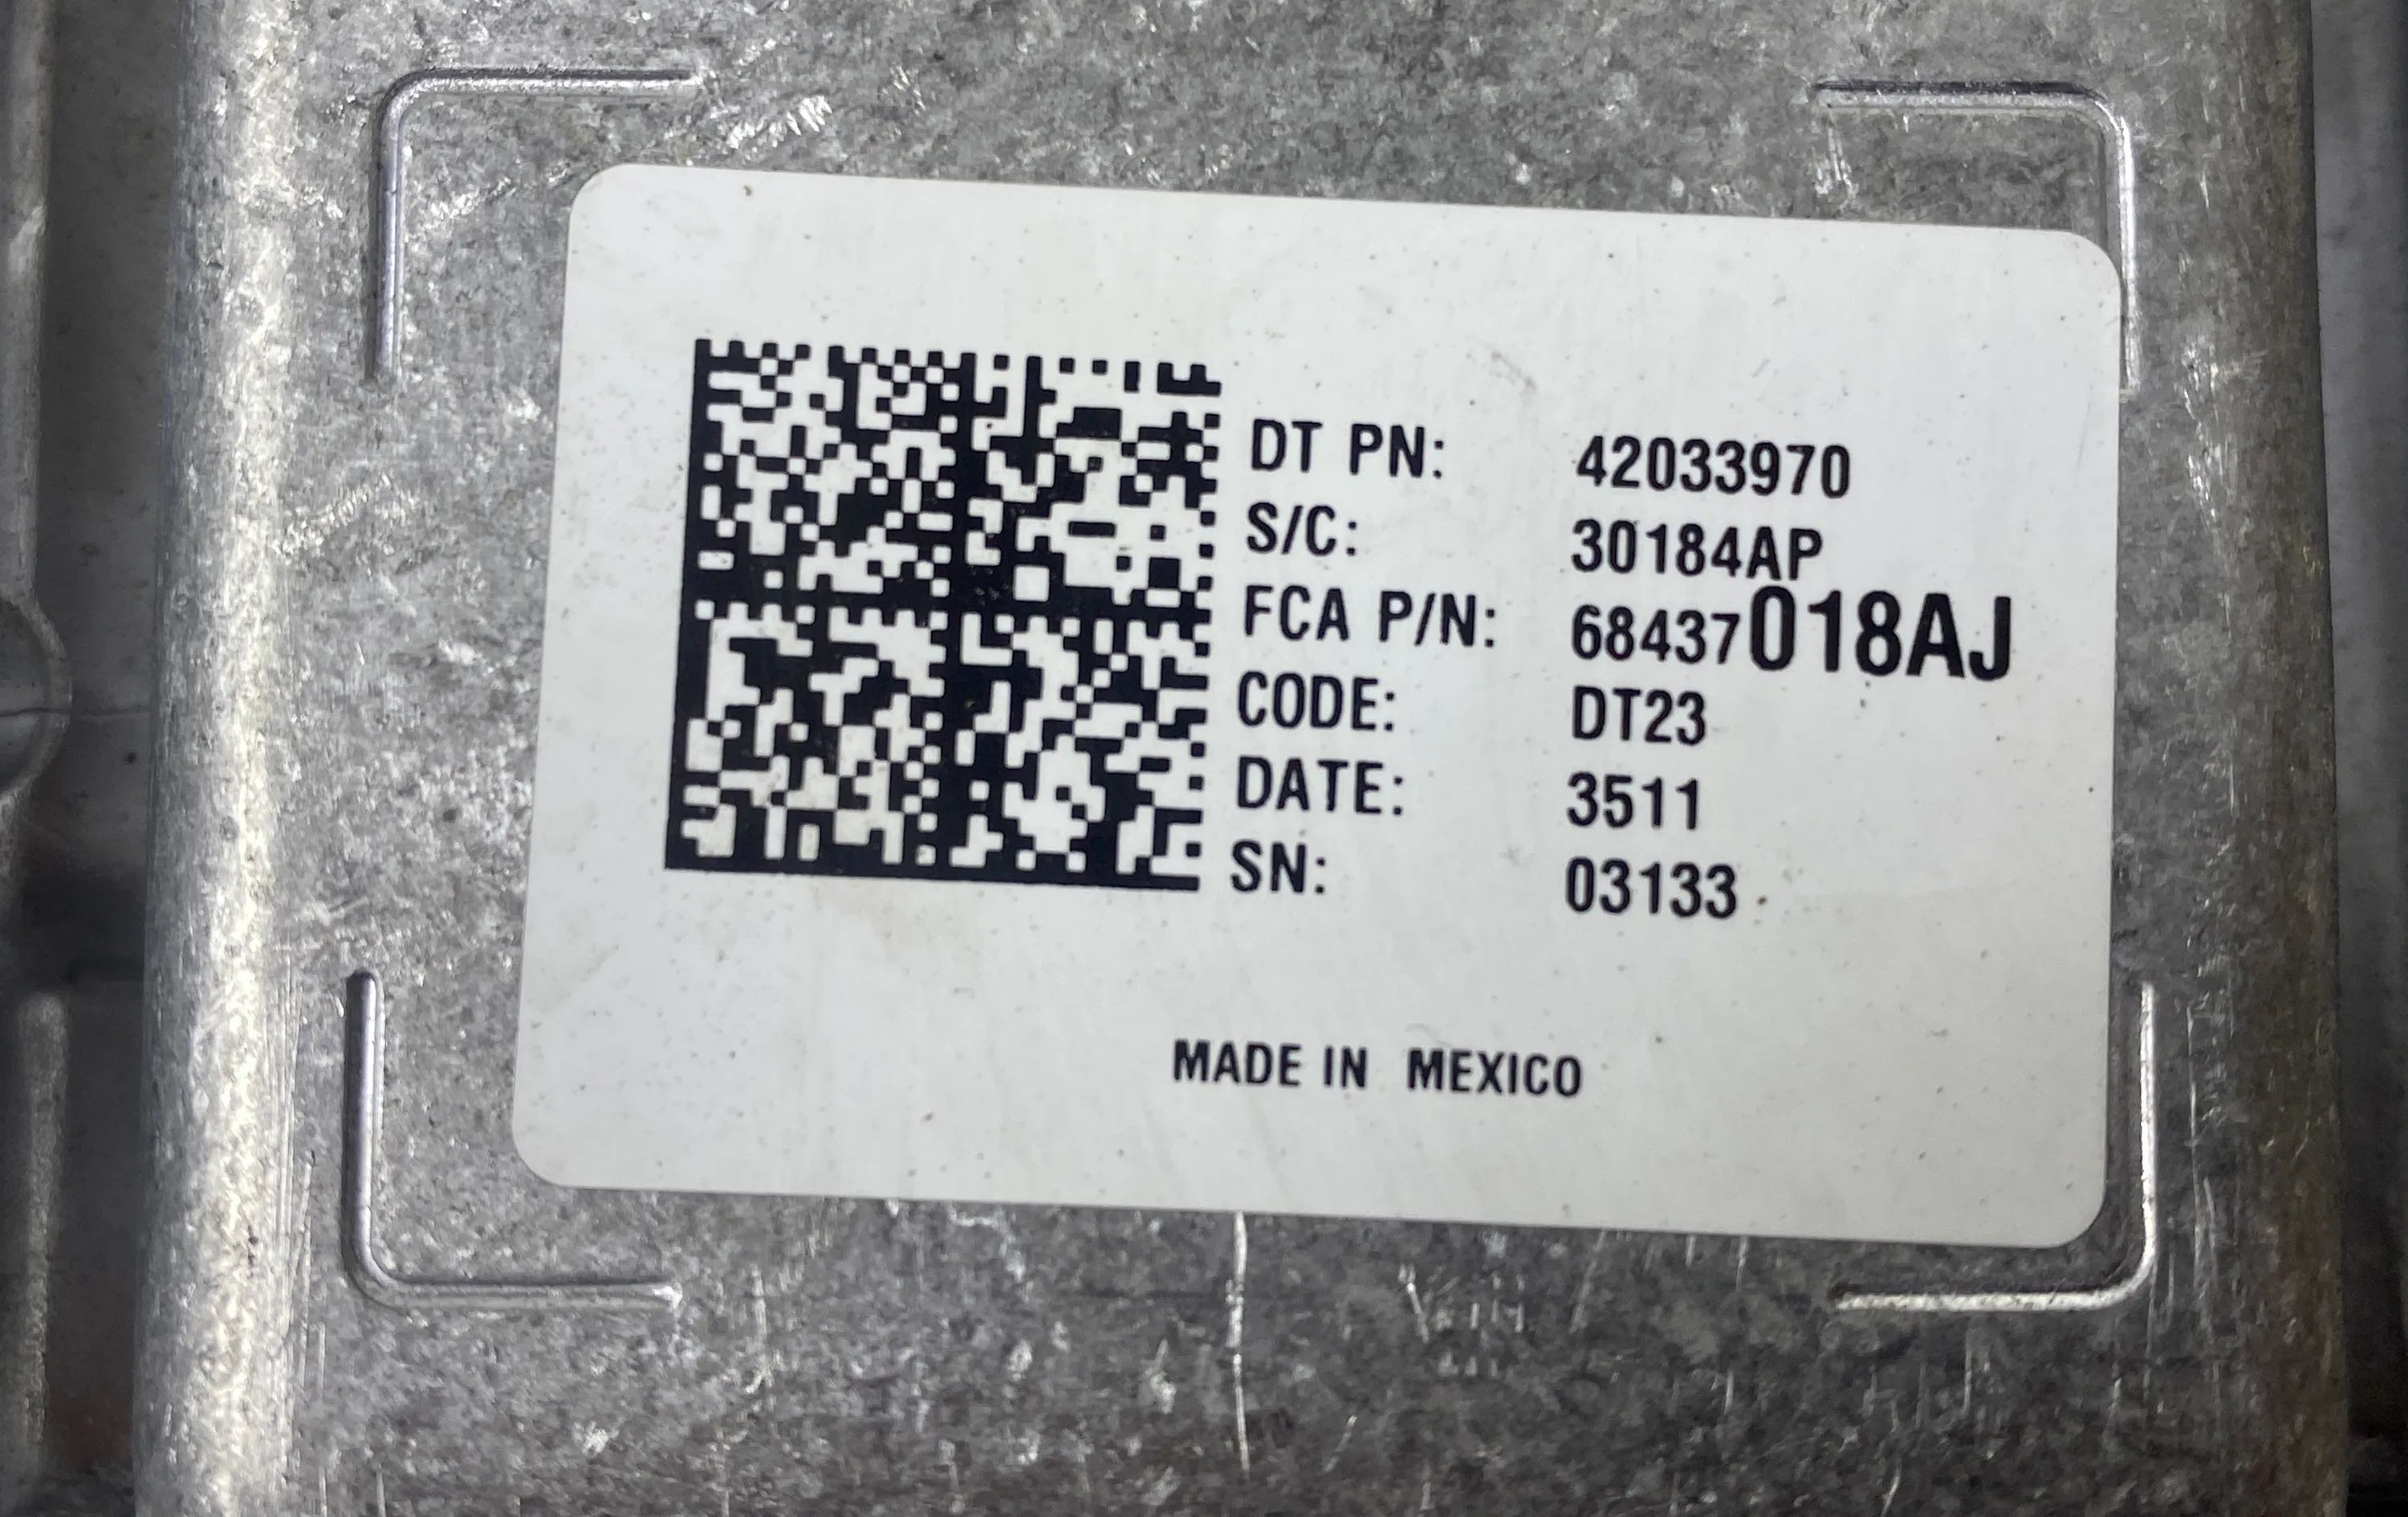 DT PN: 42033970
S/C: 30184AP
FCA P/N: 68437018AJ
CODE: DT23
DATE: 3511
SN: 03133
MADE IN MEXICO